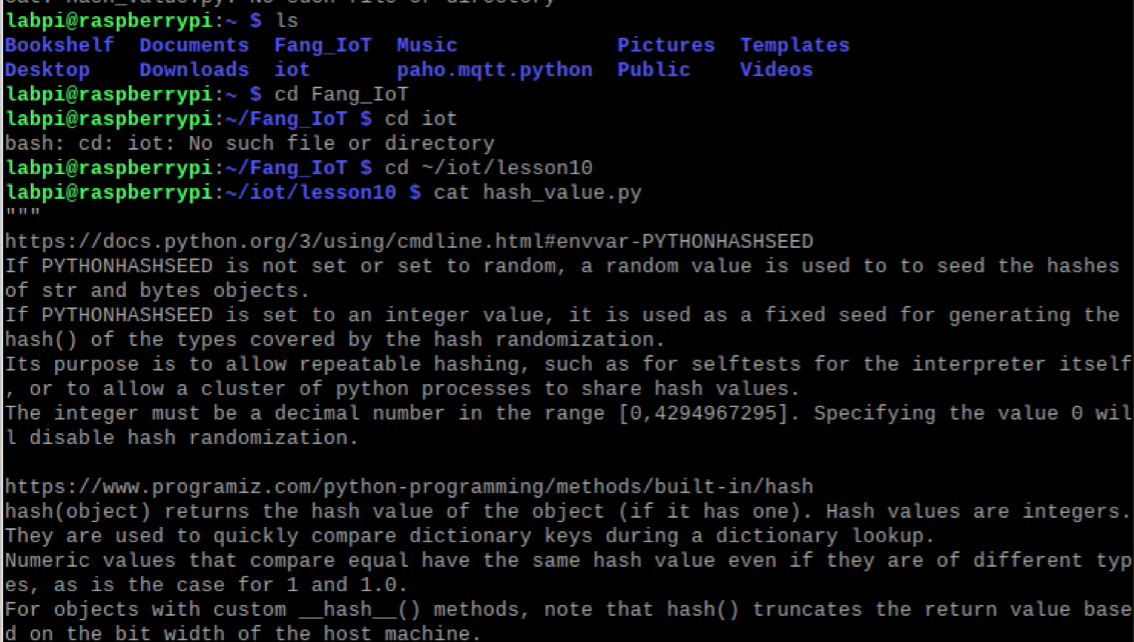 cat: hash_value.py: No such file or directory
labpi@raspberrypi:~ $ ls
Bookshelf  Documents  Fang_IoT  Music             Pictures  Templates
Desktop    Downloads  iot       paho.mqtt.python  Public    Videos
labpi@raspberrypi:~ $ cd Fang_IoT
labpi@raspberrypi:~/Fang_IoT $ cd iot
bash: cd: iot: No such file or directory
labpi@raspberrypi:~/Fang_IoT $ cd ~/iot/lesson10
labpi@raspberrypi:~/iot/lesson10 $ cat hash_value.py
"""
https://docs.python.org/3/using/cmdline.html#envvar-PYTHONHASHSEED
If PYTHONHASHSEED is not set or set to random, a random value is used to to seed the hashes
of str and bytes objects.
If PYTHONHASHSEED is set to an integer value, it is used as a fixed seed for generating the
hash() of the types covered by the hash randomization.
Its purpose is to allow repeatable hashing, such as for selftests for the interpreter itself
, or to allow a cluster of python processes to share hash values.
The integer must be a decimal number in the range [0,4294967295]. Specifying the value 0 wil
l disable hash randomization.

https://www.programiz.com/python-programming/methods/built-in/hash
hash(object) returns the hash value of the object (if it has one). Hash values are integers.
They are used to quickly compare dictionary keys during a dictionary lookup.
Numeric values that compare equal have the same hash value even if they are of different typ
es, as is the case for 1 and 1.0.
For objects with custom __hash__() methods, note that hash() truncates the return value base
d on the bit width of the host machine.